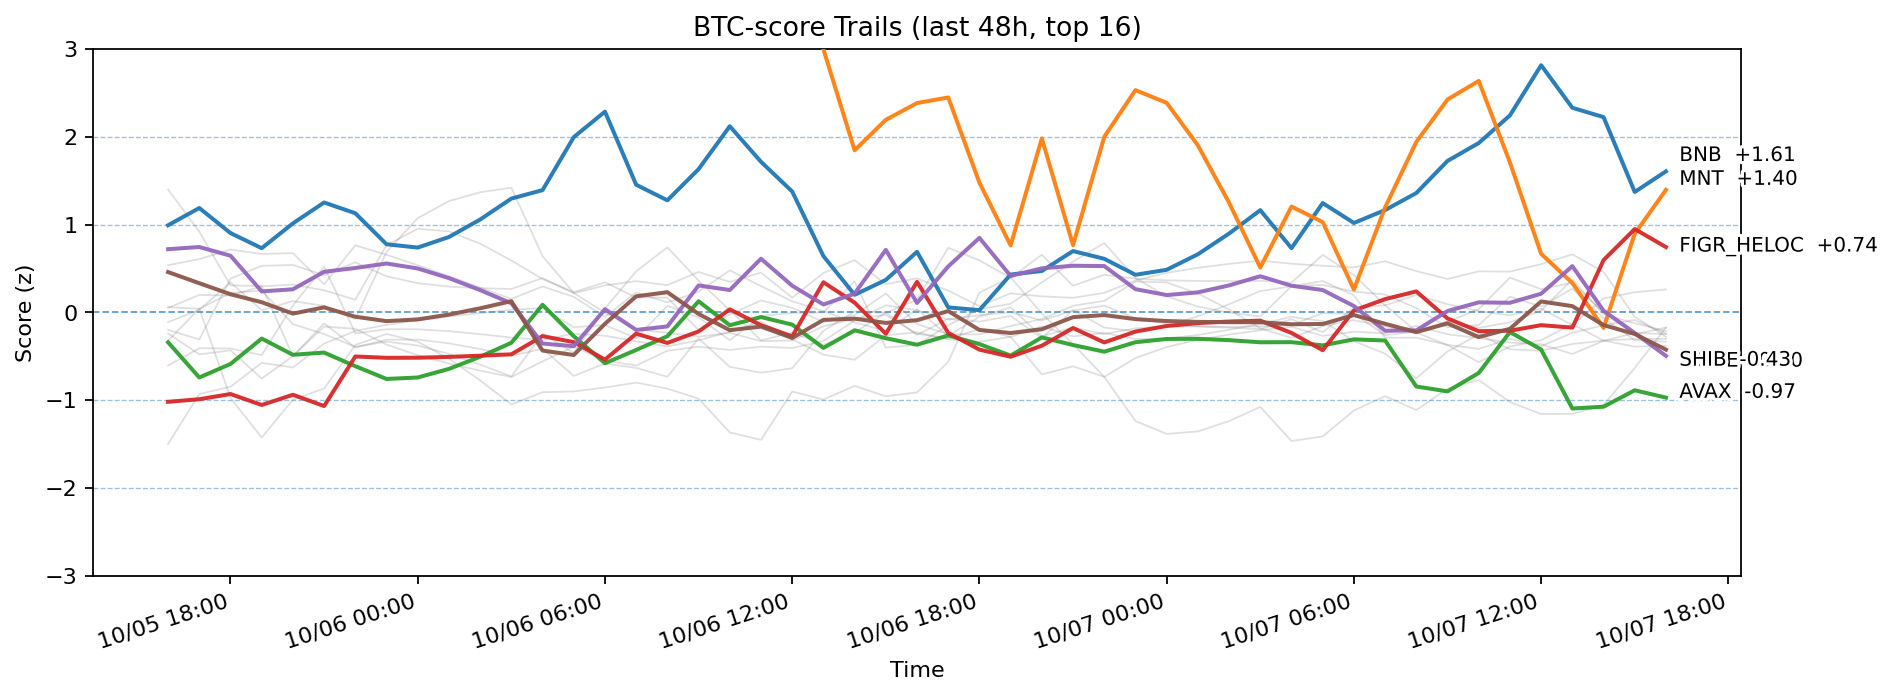 BTC-score Trails (last 48h, top 16)
3
2
1
0
−1
−2
−3
Score (z)
BNB +1.61
MNT +1.40
FIGR_HELOC +0.74
AVAX -0.97
10/05 18:00
10/06 00:00
10/06 06:00
10/06 12:00
10/06 18:00
10/07 00:00
10/07 06:00
10/07 12:00
10/07 18:00
Time